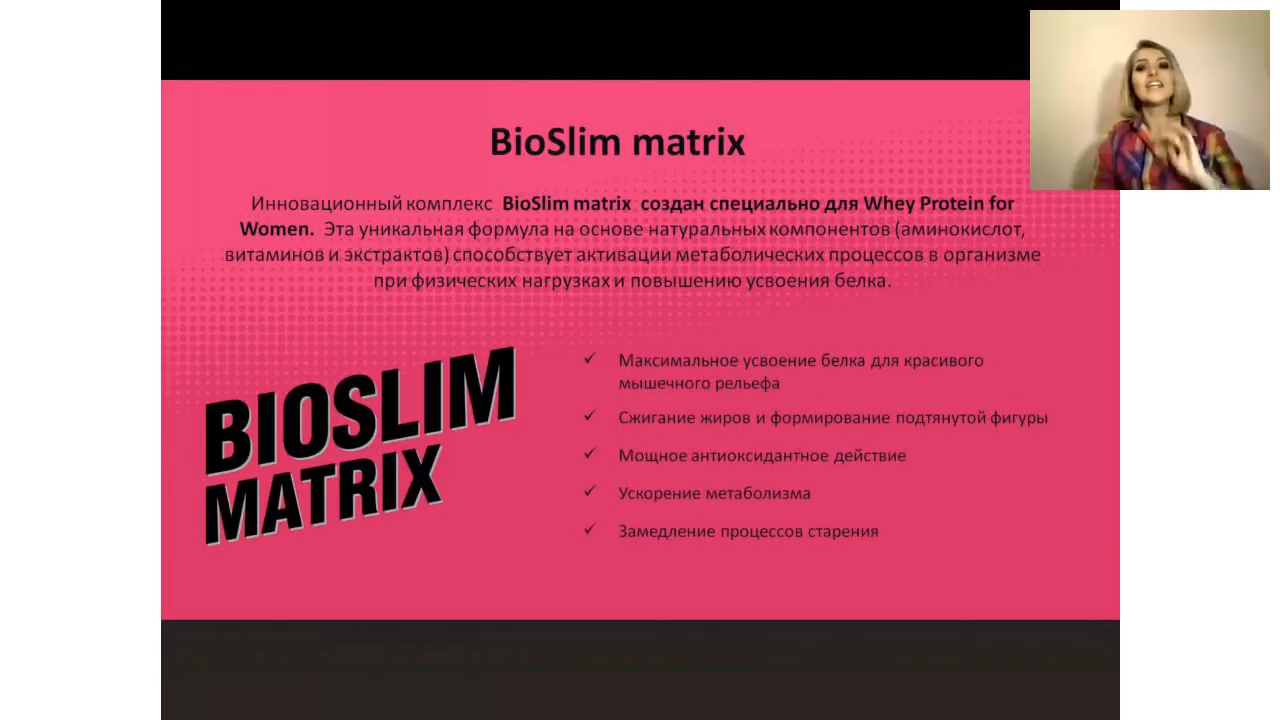 BioSlim matrix
Инновационный комплекс BioSlim matrix создан специально для Whey Protein for
Women. Эта уникальная формула на основе натуральных компонентов (аминокислот,
витаминов и экстрактов) способствует активации метаболических процессов в организме
при физических нагрузках и повышению усвоения белка.
BIOSLIM
MATRIX
✓ Максимальное усвоение белка для красивого
мышечного рельефа
✓ Сжигание жиров и формирование подтянутой фигуры
✓ Мощное антиоксидантное действие
✓ Ускорение метаболизма
✓ Замедление процессов старения